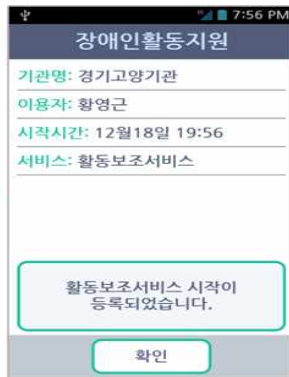 7:56 PM
장애인활동지원
기관명: 경기고양기관
이용자: 황영근
시작시간: 12월18일 19:56
서비스: 활동보조서비스
활동보조서비스 시작이
등록되었습니다.
확인